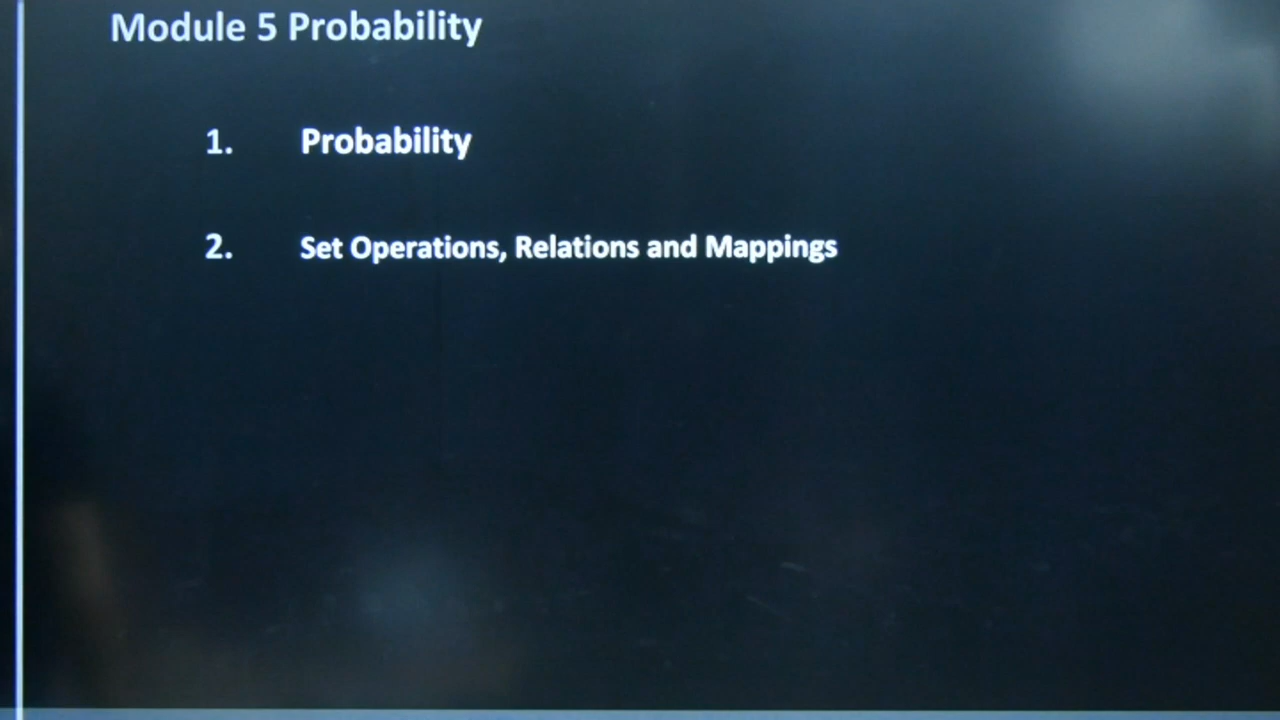 Module 5 Probability
1. Probability
2. Set Operations, Relations and Mappings